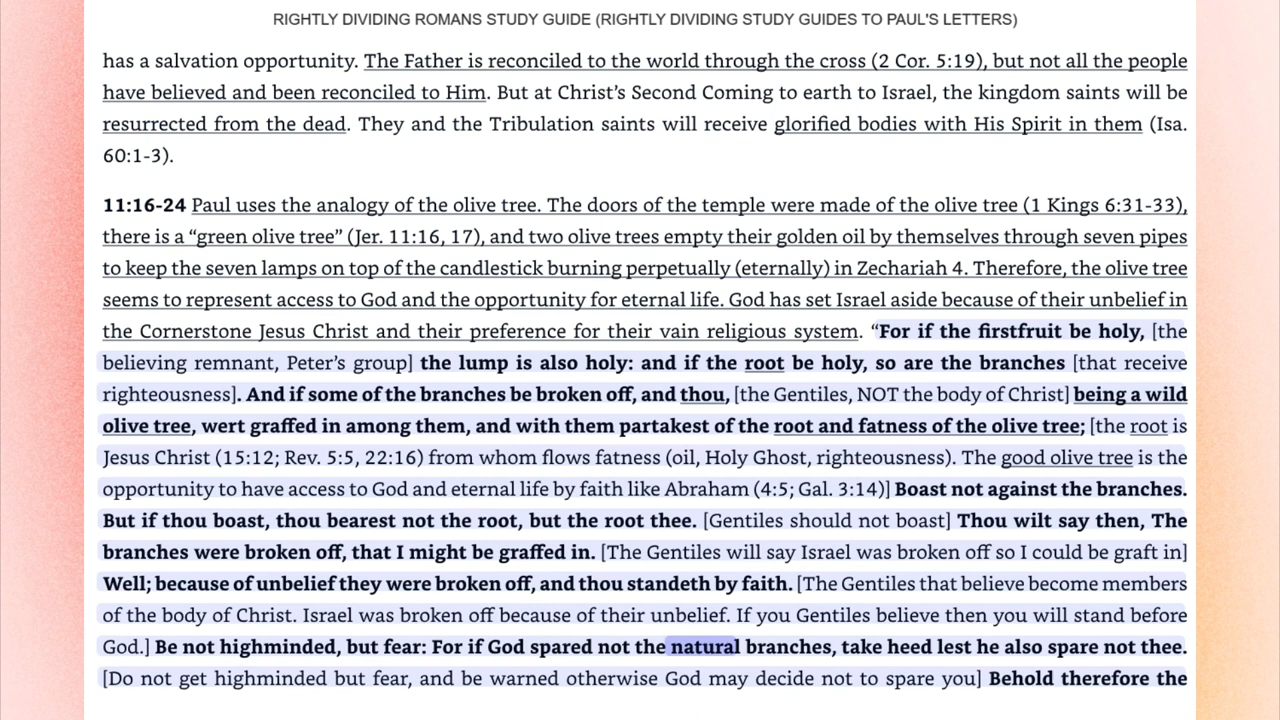 RIGHTLY DIVIDING ROMANS STUDY GUIDE (RIGHTLY DIVIDING STUDY GUIDES TO PAUL'S LETTERS)
has a salvation opportunity. The Father is reconciled to the world through the cross (2 Cor. 5:19), but not all the people
have believed and been reconciled to Him. But at Christ’s Second Coming to earth to Israel, the kingdom saints will be
resurrected from the dead. They and the Tribulation saints will receive glorified bodies with His Spirit in them (Isa.
60:1-3).
11:16-24 Paul uses the analogy of the olive tree. The doors of the temple were made of the olive tree (1 Kings 6:31-33),
there is a “green olive tree” (Jer. 11:16, 17), and two olive trees empty their golden oil by themselves through seven pipes
to keep the seven lamps on top of the candlestick burning perpetually (eternally) in Zechariah 4. Therefore, the olive tree
seems to represent access to God and the opportunity for eternal life. God has set Israel aside because of their unbelief in
the Cornerstone Jesus Christ and their preference for their vain religious system. “For if the firstfruit be holy, [the
believing remnant, Peter’s group] the lump is also holy: and if the root be holy, so are the branches [that receive
righteousness]. And if some of the branches be broken off, and thou, [the Gentiles, NOT the body of Christ] being a wild
olive tree, wert graffed in among them, and with them partakest of the root and fatness of the olive tree; [the root is
Jesus Christ (15:12; Rev. 5:5, 22:16) from whom flows fatness (oil, Holy Ghost, righteousness). The good olive tree is the
opportunity to have access to God and eternal life by faith like Abraham (4:5; Gal. 3:14)] Boast not against the branches.
But if thou boast, thou bearest not the root, but the root thee. [Gentiles should not boast] Thou wilt say then, The
branches were broken off, that I might be graffed in. [The Gentiles will say Israel was broken off so I could be graft in]
Well; because of unbelief they were broken off, and thou standeth by faith. [The Gentiles that believe become members
of the body of Christ. Israel was broken off because of their unbelief. If you Gentiles believe then you will stand before
God.] Be not highminded, but fear: For if God spared not the natural branches, take heed lest he also spare not thee.
[Do not get highminded but fear, and be warned otherwise God may decide not to spare you] Behold therefore the